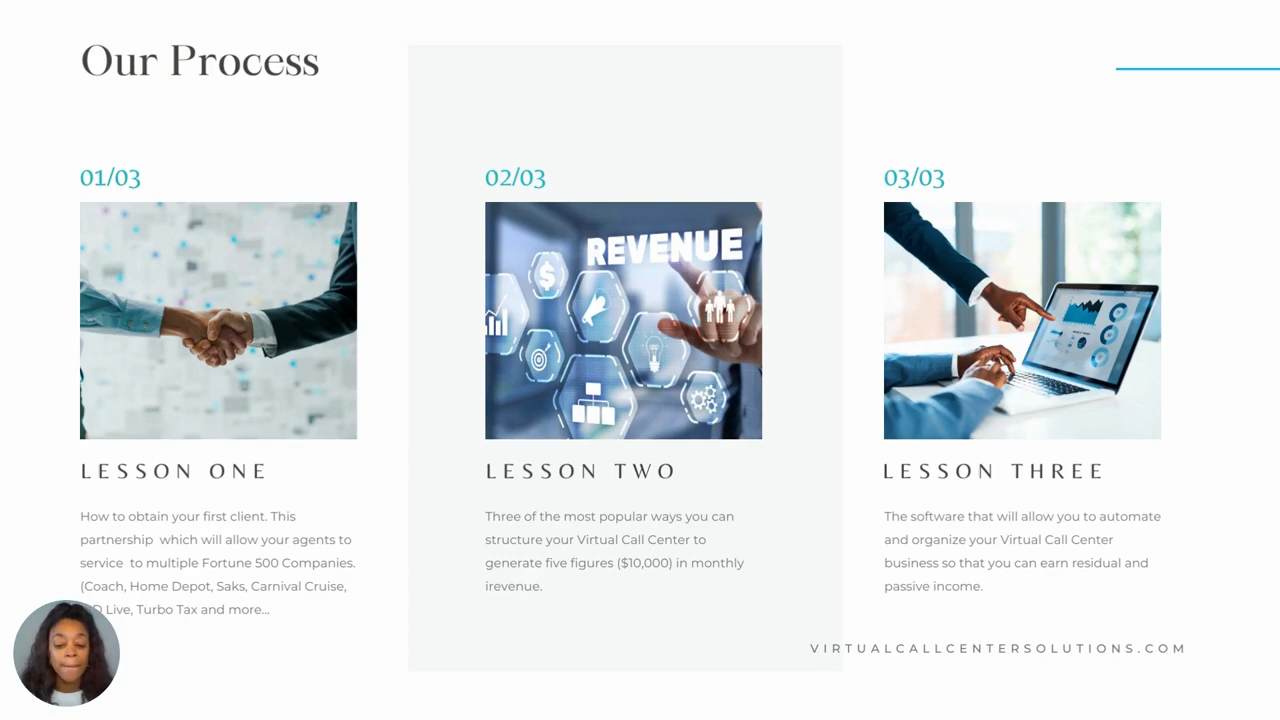 Our Process
01/03
LESSON ONE
How to obtain your first client. This
partnership which will allow your agents to
service to multiple Fortune 500 Companies.
(Coach, Home Depot, Saks, Carnival Cruise,
Live, Turbo Tax and more...
02/03
REVENUE
$
LESSON TWO
Three of the most popular ways you can
structure your Virtual Call Center to
generate five figures ($10,000) in monthly
irevenue.
03/03
LESSON THREE
The software that will allow you to automate
and organize your Virtual Call Center
business so that you can earn residual and
passive income.
VIRTUALCALLCENTERSOLUTIONS.COM